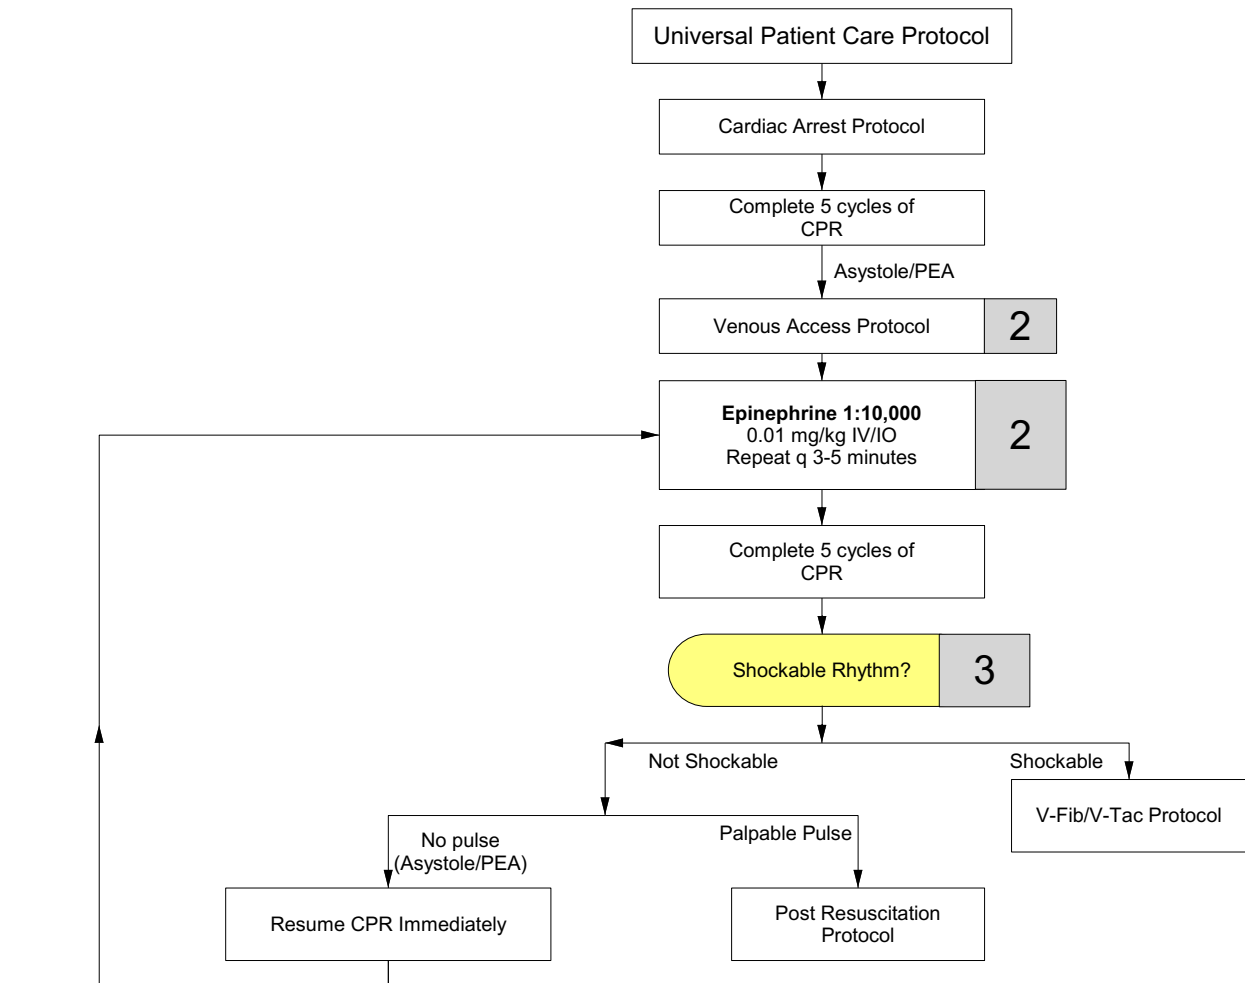 Universal Patient Care Protocol
Cardiac Arrest Protocol
Complete 5 cycles of
CPR
Asystole/PEA
Venous Access Protocol
2
Epinephrine 1:10,000
0.01 mg/kg IV/IO
Repeat q 3-5 minutes
2
Complete 5 cycles of
CPR
Shockable Rhythm?
3
Not Shockable
Shockable
V-Fib/V-Tac Protocol
No pulse
(Asystole/PEA)
Palpable Pulse
Resume CPR Immediately
Post Resuscitation
Protocol